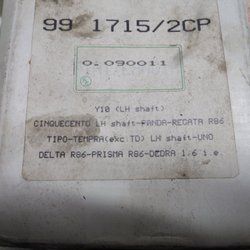 99 1715/2CP
0.090011
Y10 (LH shaft)
CINQUECENTO LH shaft-PANDA-REGATA R86
TIPO-TEMPRA(exc.TD) LH shaft-UNO
DELTA R86-PRISMA R86-DEDRA 1.6 i.e.